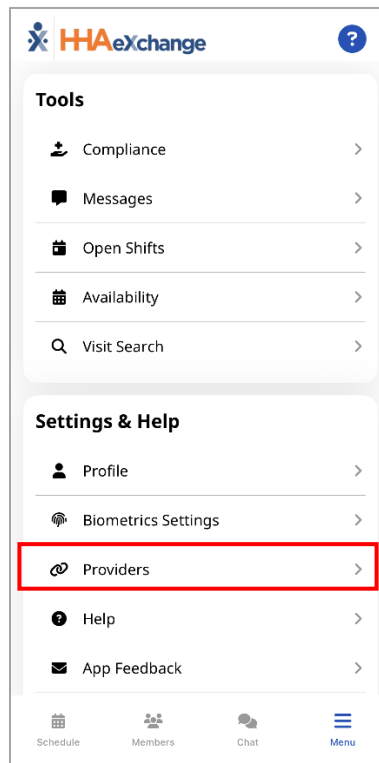 HHAeXchange
?
Tools
Compliance
Messages
Open Shifts
Availability
Visit Search
Settings & Help
Profile
Biometrics Settings
Providers
Help
App Feedback
Schedule
Members
Chat
Menu